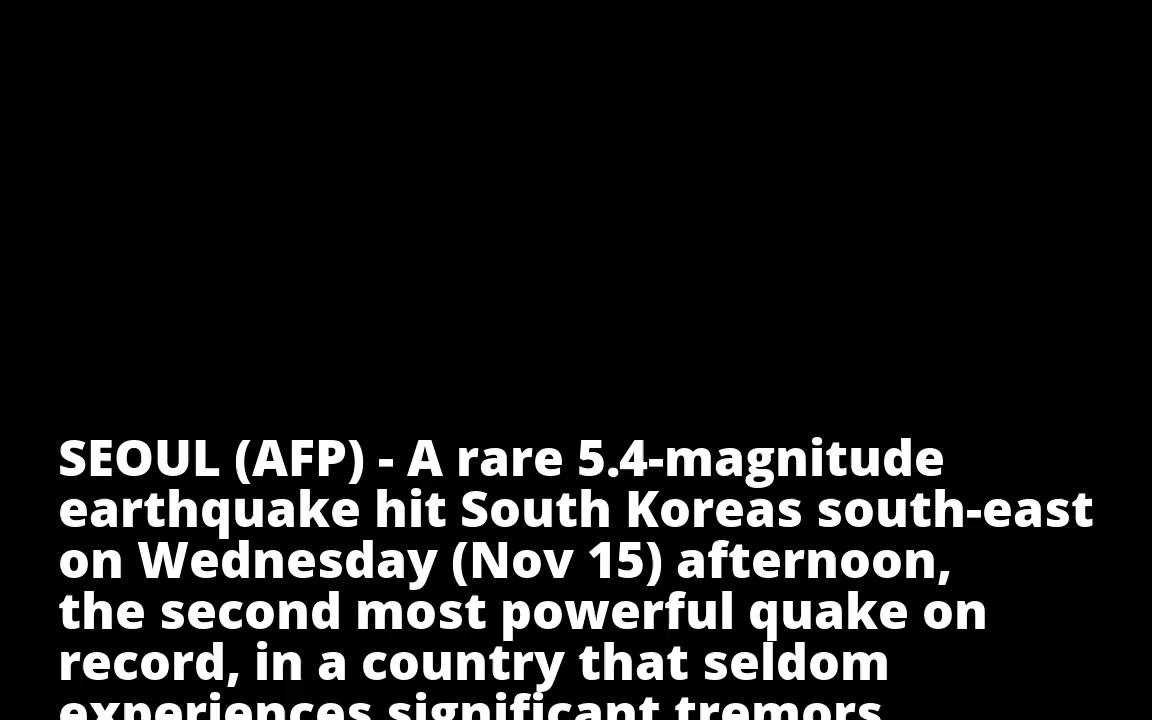 SEOUL (AFP) - A rare 5.4-magnitude
earthquake hit South Koreas south-east
on Wednesday (Nov 15) afternoon,
the second most powerful quake on
record, in a country that seldom
experiences significant tremors